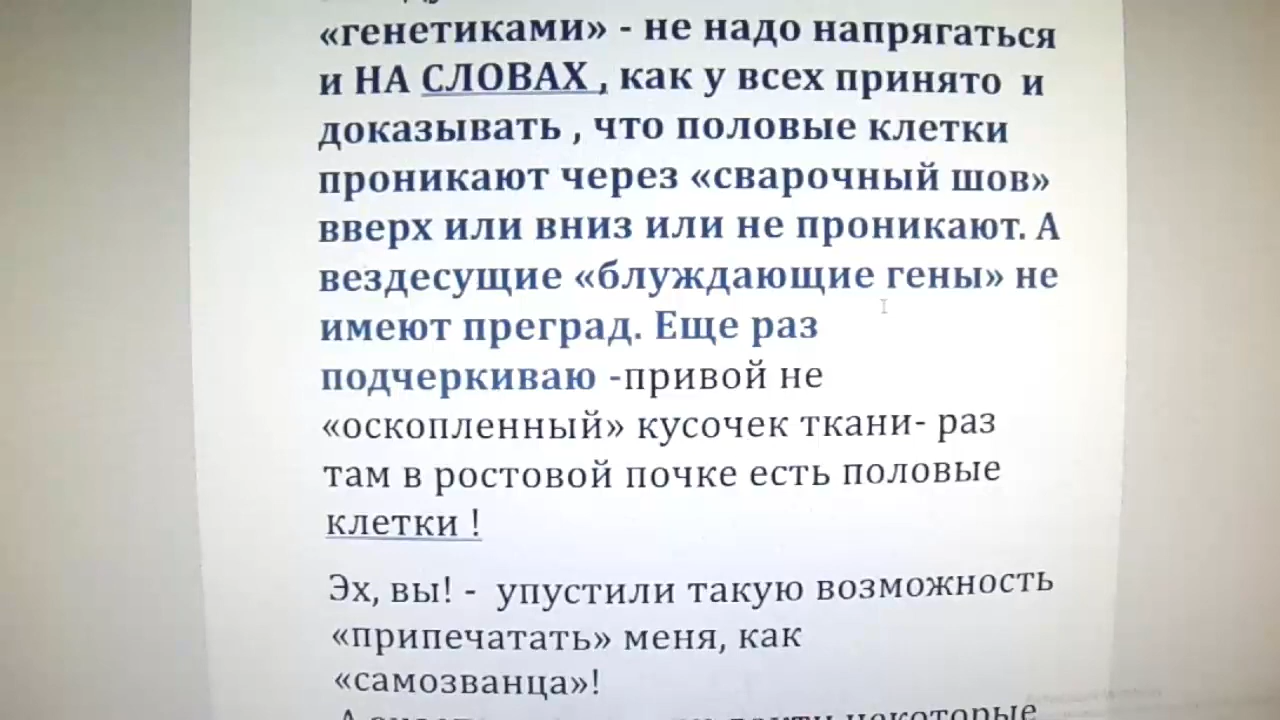 «генетиками» - не надо напрягаться
и НА СЛОВАХ , как у всех принято и
доказывать , что половые клетки
проникают через «сварочный шов»
вверх или вниз или не проникают. А
вездесущие «блуждающие гены» не
имеют преград. Еще раз
подчеркиваю -привой не
«оскопленный» кусочек ткани- раз
там в ростовой почке есть половые
клетки !
Эх, вы! - упустили такую возможность
«припечатать» меня, как
«самозванца»!
некоторые